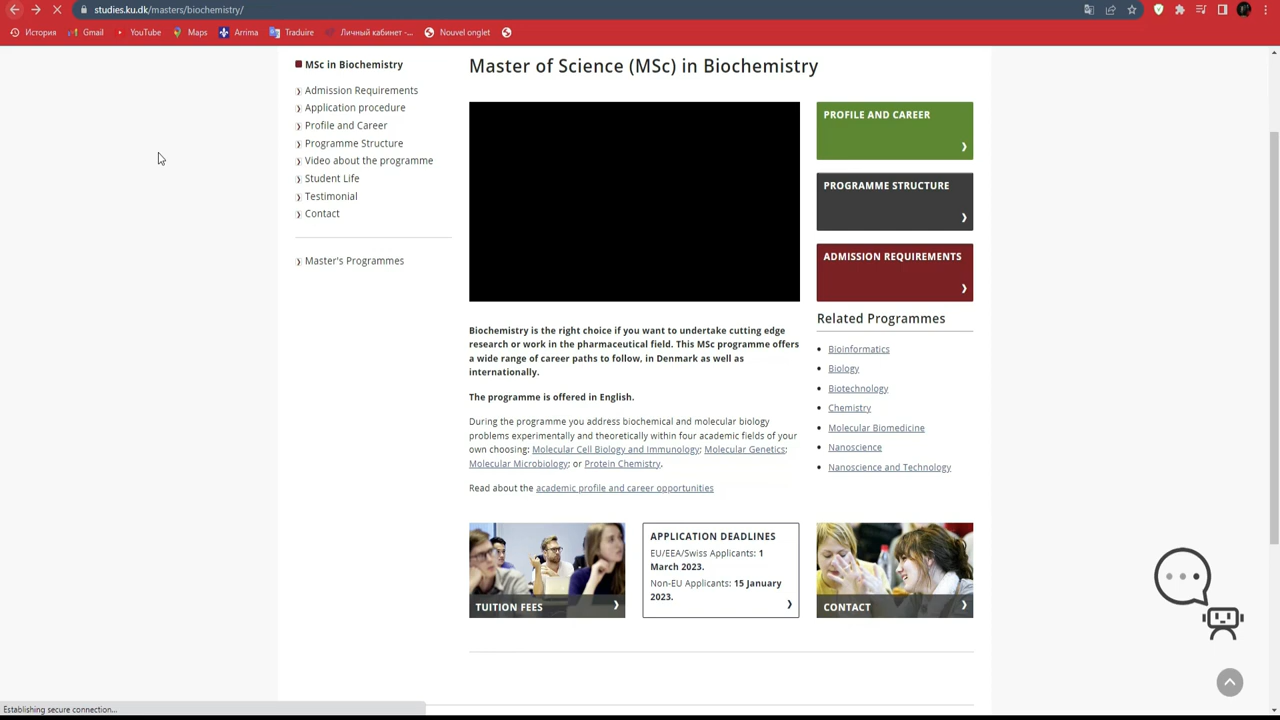 studies.ku.dk/masters/biochemistry/
История Gmail YouTube Maps Arrima Traduire Личный кабинет -... Nouvel onglet
MSc in Biochemistry
Admission Requirements
Application procedure
Profile and Career
Programme Structure
Video about the programme
Student Life
Testimonial
Contact
Master's Programmes
Master of Science (MSc) in Biochemistry
Biochemistry is the right choice if you want to undertake cutting edge
research or work in the pharmaceutical field. This MSc programme offers
a wide range of career paths to follow, in Denmark as well as
internationally.
The programme is offered in English.
During the programme you address biochemical and molecular biology
problems experimentally and theoretically within four academic fields of your
own choosing: Molecular Cell Biology and Immunology; Molecular Genetics;
Molecular Microbiology; or Protein Chemistry.
Read about the academic profile and career opportunities
PROFILE AND CAREER
PROGRAMME STRUCTURE
ADMISSION REQUIREMENTS
Related Programmes
Bioinformatics
Biology
Biotechnology
Chemistry
Molecular Biomedicine
Nanoscience
Nanoscience and Technology
TUITION FEES
APPLICATION DEADLINES
EU/EEA/Swiss Applicants: 1
March 2023.
Non-EU Applicants: 15 January
2023.
CONTACT
Establishing secure connection...